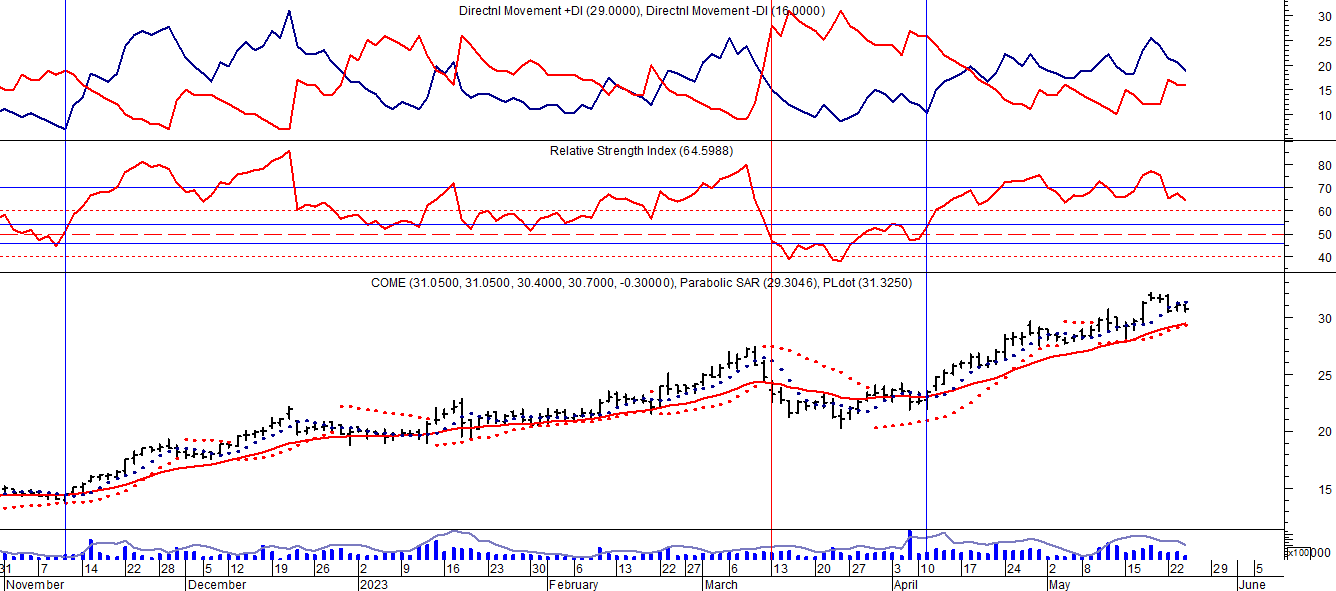 Directnl Movement +DI (29.0000), Directnl Movement -DI (16.0000)
30
25
20
15
10
Relative Strength Index (64.5988)
80
70
60
50
40
COME (31.0500, 31.0500, 30.4000, 30.7000, -0.30000), Parabolic SAR (29.3046), PLdot (31.3250)
30
25
20
15
x100 000
31 7 14 22 28 5 12 19 26 2 9 16 23 30 6 13 22 27 6 13 20 27 3 10 17 24 2 8 15 22 29 5
November December 2023 February March April May June